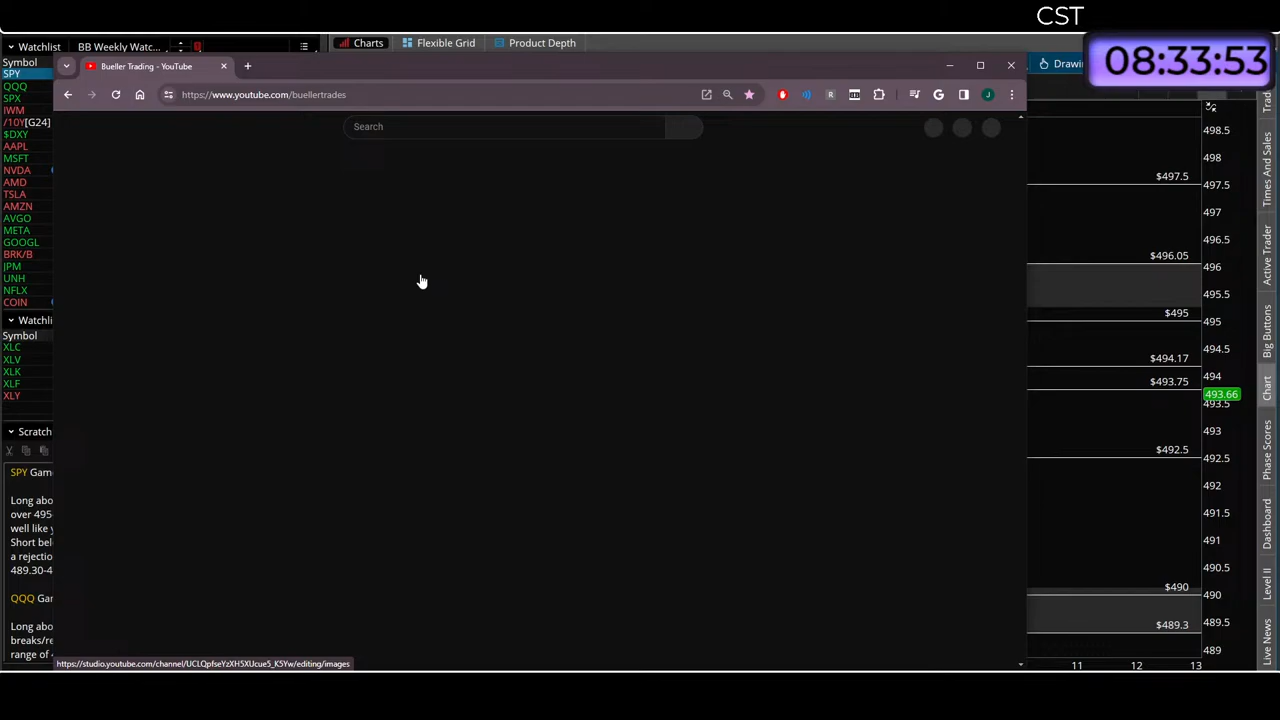 CST
08:33:53
Watchlist
BB Weekly Watc...
Charts
Flexible Grid
Product Depth
Symbol
SPY
QQQ
SPX
IWM
/10Y[G24]
$DXY
AAPL
MSFT
NVDA
AMD
TSLA
AMZN
AVGO
META
GOOGL
BRK/B
JPM
UNH
NFLX
COIN
Watchli
Symbol
XLC
XLV
XLK
XLF
XLY
Scratch
SPY Game
Long abo
over 495
well like y
Short bel
a rejectio
489.30-4
QQQ Gam
Long abo
breaks/re
range of
Bueller Trading - YouTube
https://www.youtube.com/buellertrades
R
G
J
Search
https://studio.youtube.com/channel/UCLQpfseYzXH5XUcue5_K5Yw/editing/images
Drawin
$497.5
$496.05
$495
$494.17
$493.75
$492.5
$490
$489.3
498.5
498
497.5
497
496.5
496
495.5
495
494.5
494
493.66
493.5
493
492.5
492
491.5
491
490.5
490
489.5
489
11
12
13
Trad
Times And Sales
Active Trader
Big Buttons
Chart
Phase Scores
Dashboard
Level II
Live News